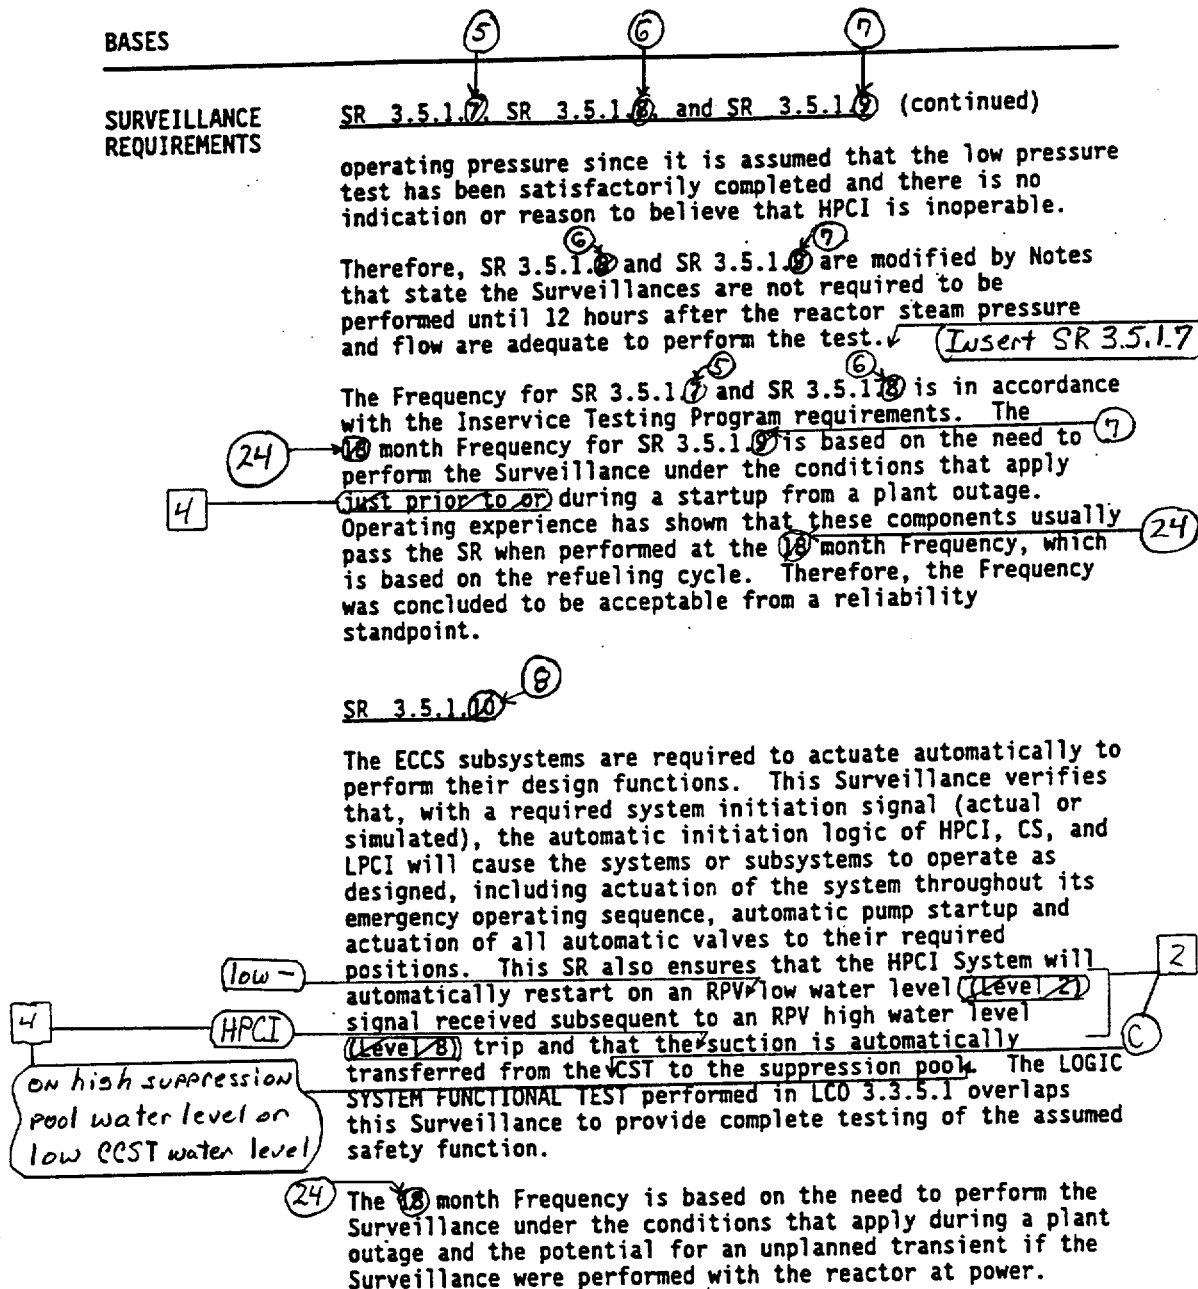 BASES
5 6 7
SURVEILLANCE
REQUIREMENTS
SR 3.5.1.7, SR 3.5.1.8, and SR 3.5.1.9 (continued)
operating pressure since it is assumed that the low pressure
test has been satisfactorily completed and there is no
indication or reason to believe that HPCI is inoperable.
6 7
Therefore, SR 3.5.1.8 and SR 3.5.1.9 are modified by Notes
that state the Surveillances are not required to be
performed until 12 hours after the reactor steam pressure
and flow are adequate to perform the test.
Insert SR 3.5.1.7
5 6
The Frequency for SR 3.5.1.7 and SR 3.5.1.8 is in accordance
with the Inservice Testing Program requirements. The
24 18 month Frequency for SR 3.5.1.9 is based on the need to 7
perform the Surveillance under the conditions that apply
4 just prior to or during a startup from a plant outage.
Operating experience has shown that these components usually
pass the SR when performed at the 18 month Frequency, which 24
is based on the refueling cycle. Therefore, the Frequency
was concluded to be acceptable from a reliability
standpoint.
8
SR 3.5.1.10
The ECCS subsystems are required to actuate automatically to
perform their design functions. This Surveillance verifies
that, with a required system initiation signal (actual or
simulated), the automatic initiation logic of HPCI, CS, and
LPCI will cause the systems or subsystems to operate as
designed, including actuation of the system throughout its
emergency operating sequence, automatic pump startup and
actuation of all automatic valves to their required
low - positions. This SR also ensures that the HPCI System will 2
automatically restart on an RPV low water level (Level 2)
4 HPCI signal received subsequent to an RPV high water level
(Level 8) trip and that the suction is automatically C
transferred from the CST to the suppression pool. The LOGIC
SYSTEM FUNCTIONAL TEST performed in LCO 3.3.5.1 overlaps
this Surveillance to provide complete testing of the assumed
safety function.
on high suppression
pool water level or
low CCST water level
24 The 18 month Frequency is based on the need to perform the
Surveillance under the conditions that apply during a plant
outage and the potential for an unplanned transient if the
Surveillance were performed with the reactor at power.